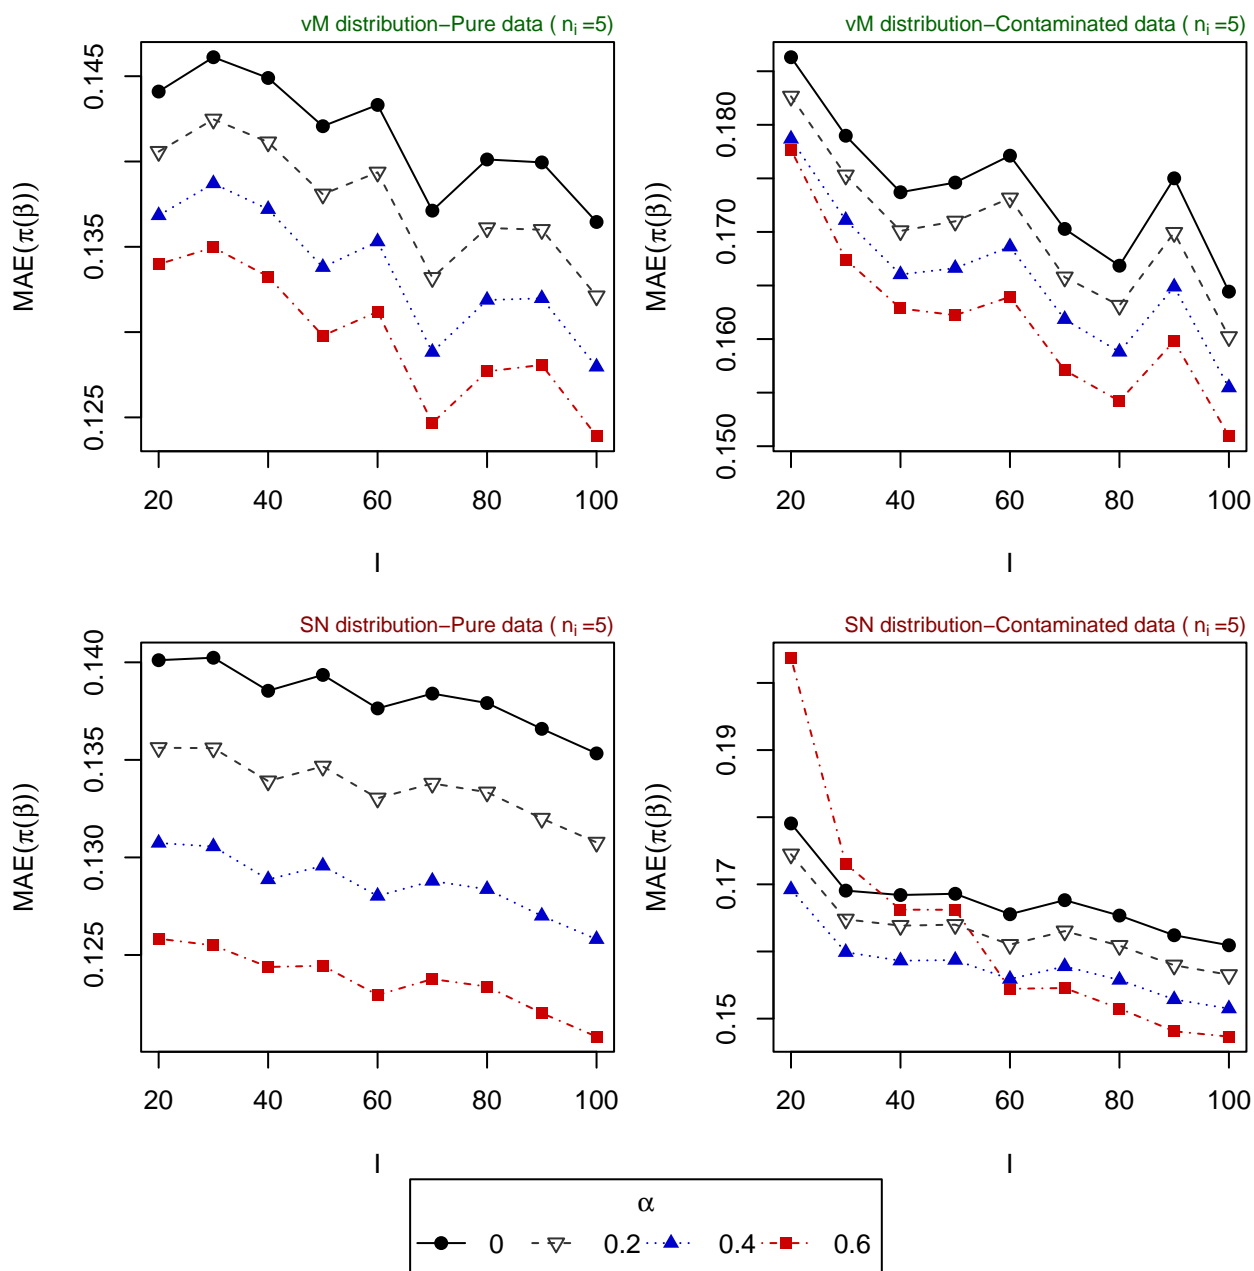 vM distribution−Pure data ( nᵢ =5)
MAE(π(β))
0.145
0.135
0.125
20 40 60 80 100
I
vM distribution−Contaminated data ( nᵢ =5)
MAE(π(β))
0.180
0.170
0.160
0.150
20 40 60 80 100
I
SN distribution−Pure data ( nᵢ =5)
MAE(π(β))
0.140
0.135
0.130
0.125
20 40 60 80 100
I
SN distribution−Contaminated data ( nᵢ =5)
MAE(π(β))
0.19
0.17
0.15
20 40 60 80 100
I
α
0 0.2 0.4 0.6